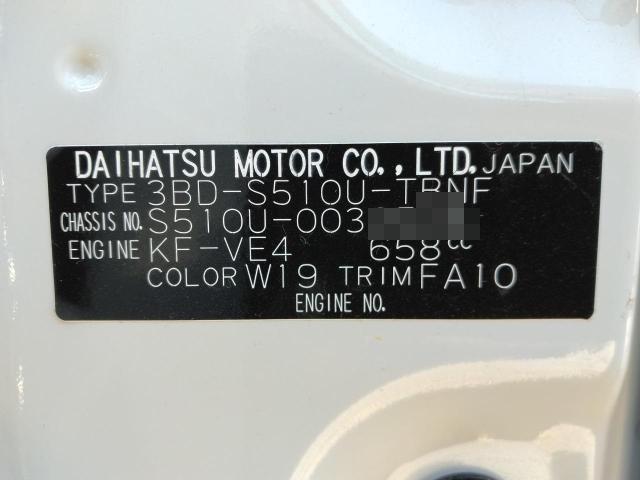 DAIHATSU MOTOR CO., LTD. JAPAN
TYPE 3BD-S510U-TBNF
CHASSIS NO. S510U-003
ENGINE KF-VE4 658cc
COLOR W19 TRIM FA10
ENGINE NO.